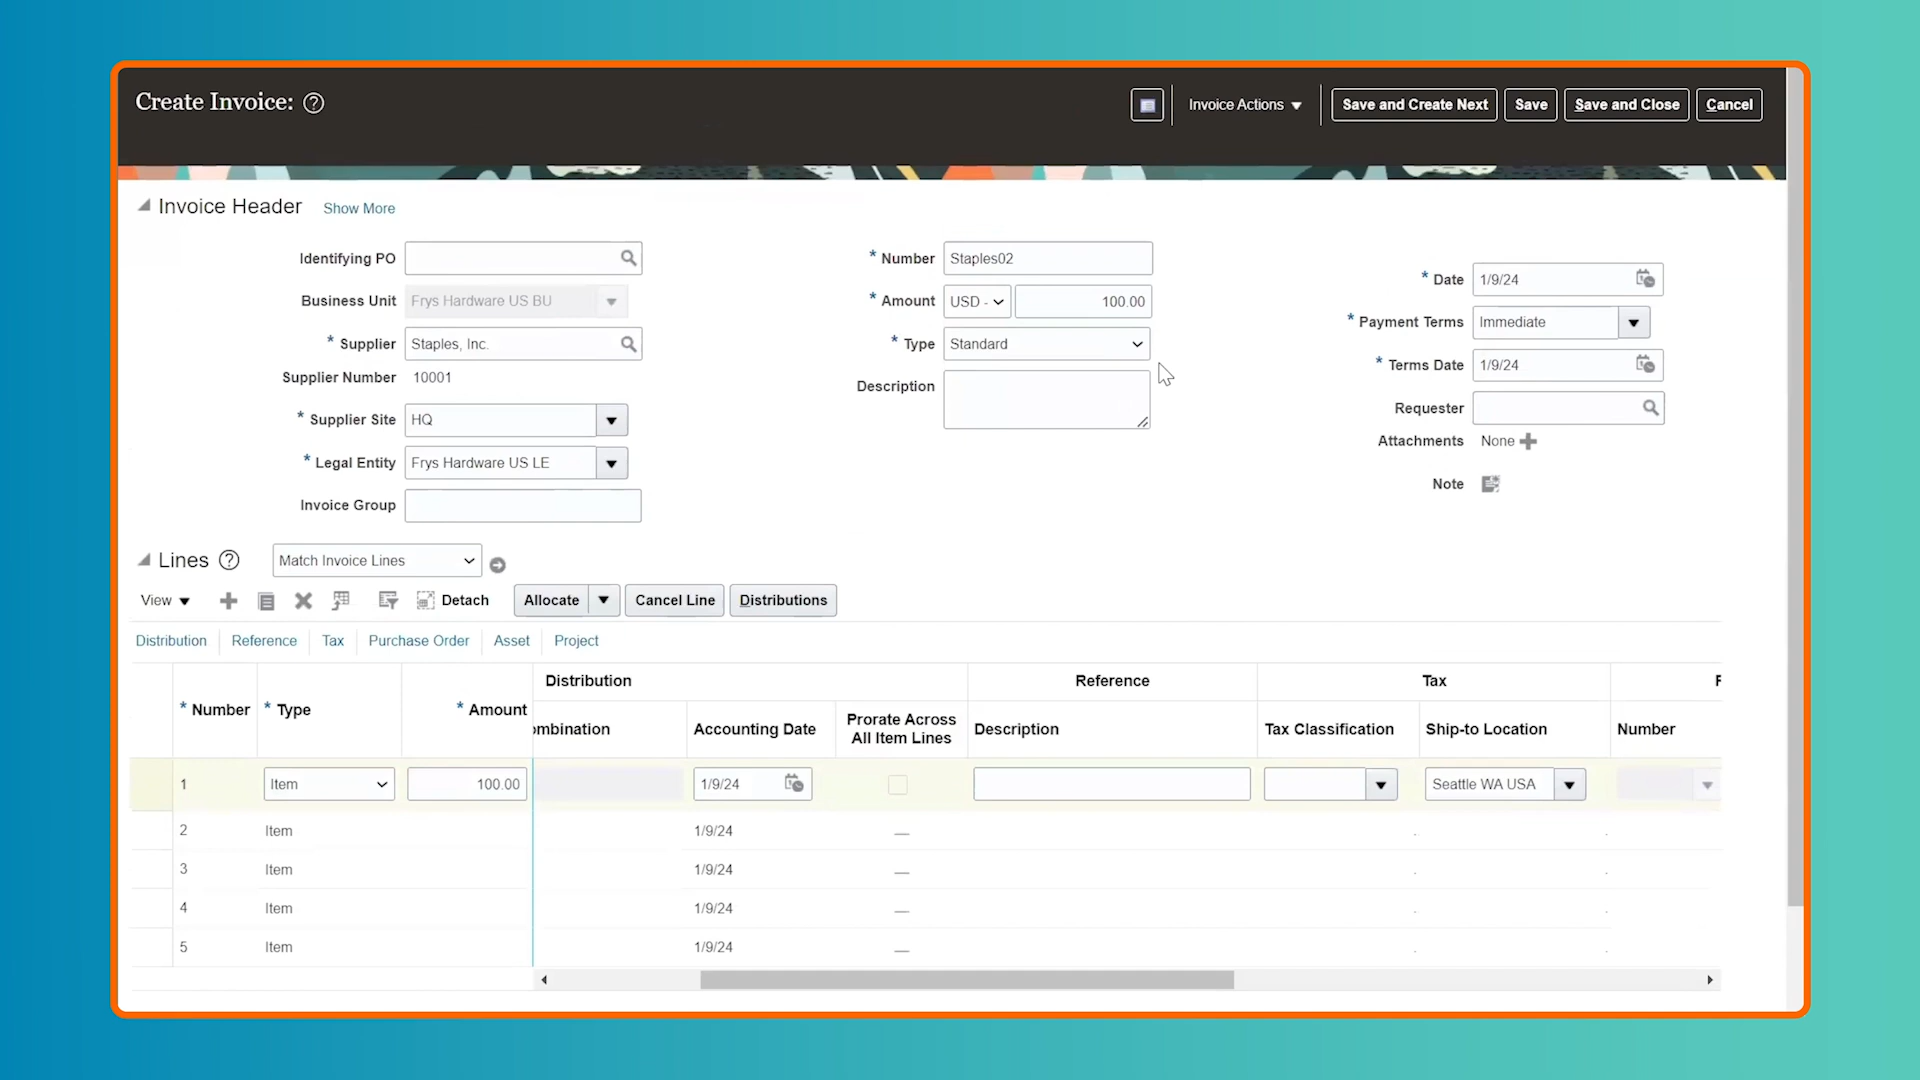 Create Invoice: ?
Invoice Actions
Save and Create Next
Save
Save and Close
Cancel
Invoice Header
Show More
Identifying PO
Business Unit Frys Hardware US BU
* Supplier Staples, Inc.
Supplier Number 10001
* Supplier Site HQ
* Legal Entity Frys Hardware US LE
Invoice Group
* Number Staples02
* Amount USD - 100.00
* Type Standard
Description
* Date 1/9/24
* Payment Terms Immediate
* Terms Date 1/9/24
Requester
Attachments None
Note
Lines ? Match Invoice Lines
View Detach Allocate Cancel Line Distributions
Distribution Reference Tax Purchase Order Asset Project
Distribution Reference Tax
* Number * Type * Amount ombination Accounting Date Prorate Across
All Item Lines Description Tax Classification Ship-to Location Number
1 Item 100.00 1/9/24 Seattle WA USA
2 Item 1/9/24 —
3 Item 1/9/24 —
4 Item 1/9/24 —
5 Item 1/9/24 —